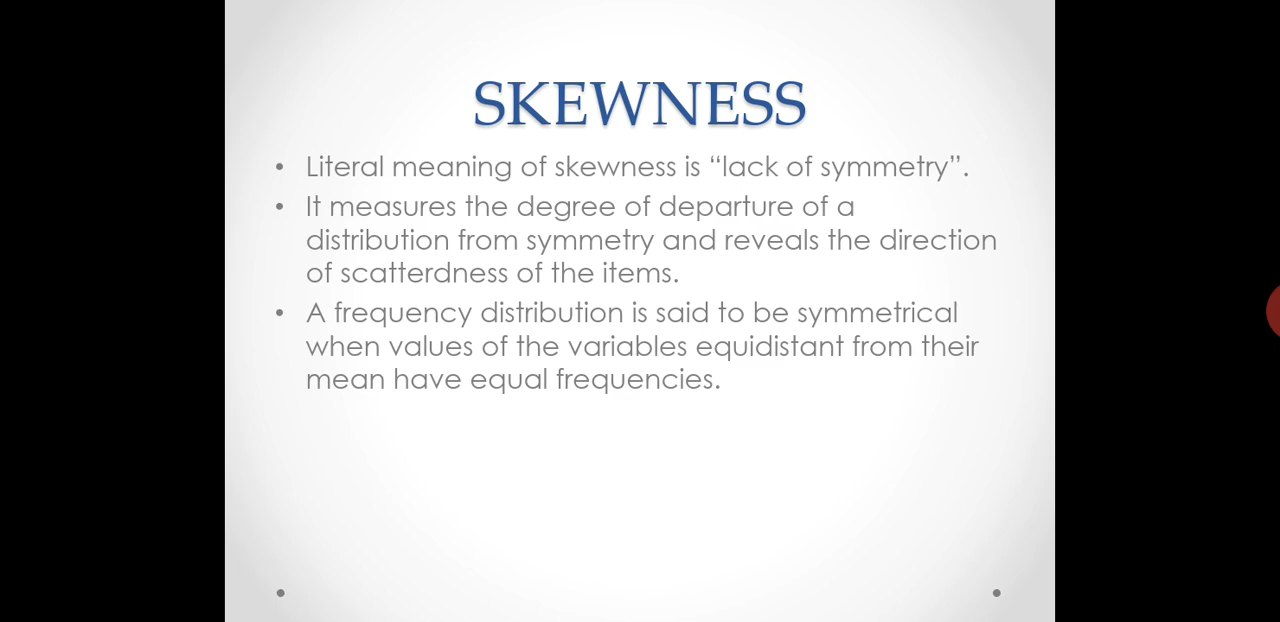 SKEWNESS
• Literal meaning of skewness is “lack of symmetry”.
• It measures the degree of departure of a
distribution from symmetry and reveals the direction
of scatterdness of the items.
• A frequency distribution is said to be symmetrical
when values of the variables equidistant from their
mean have equal frequencies.